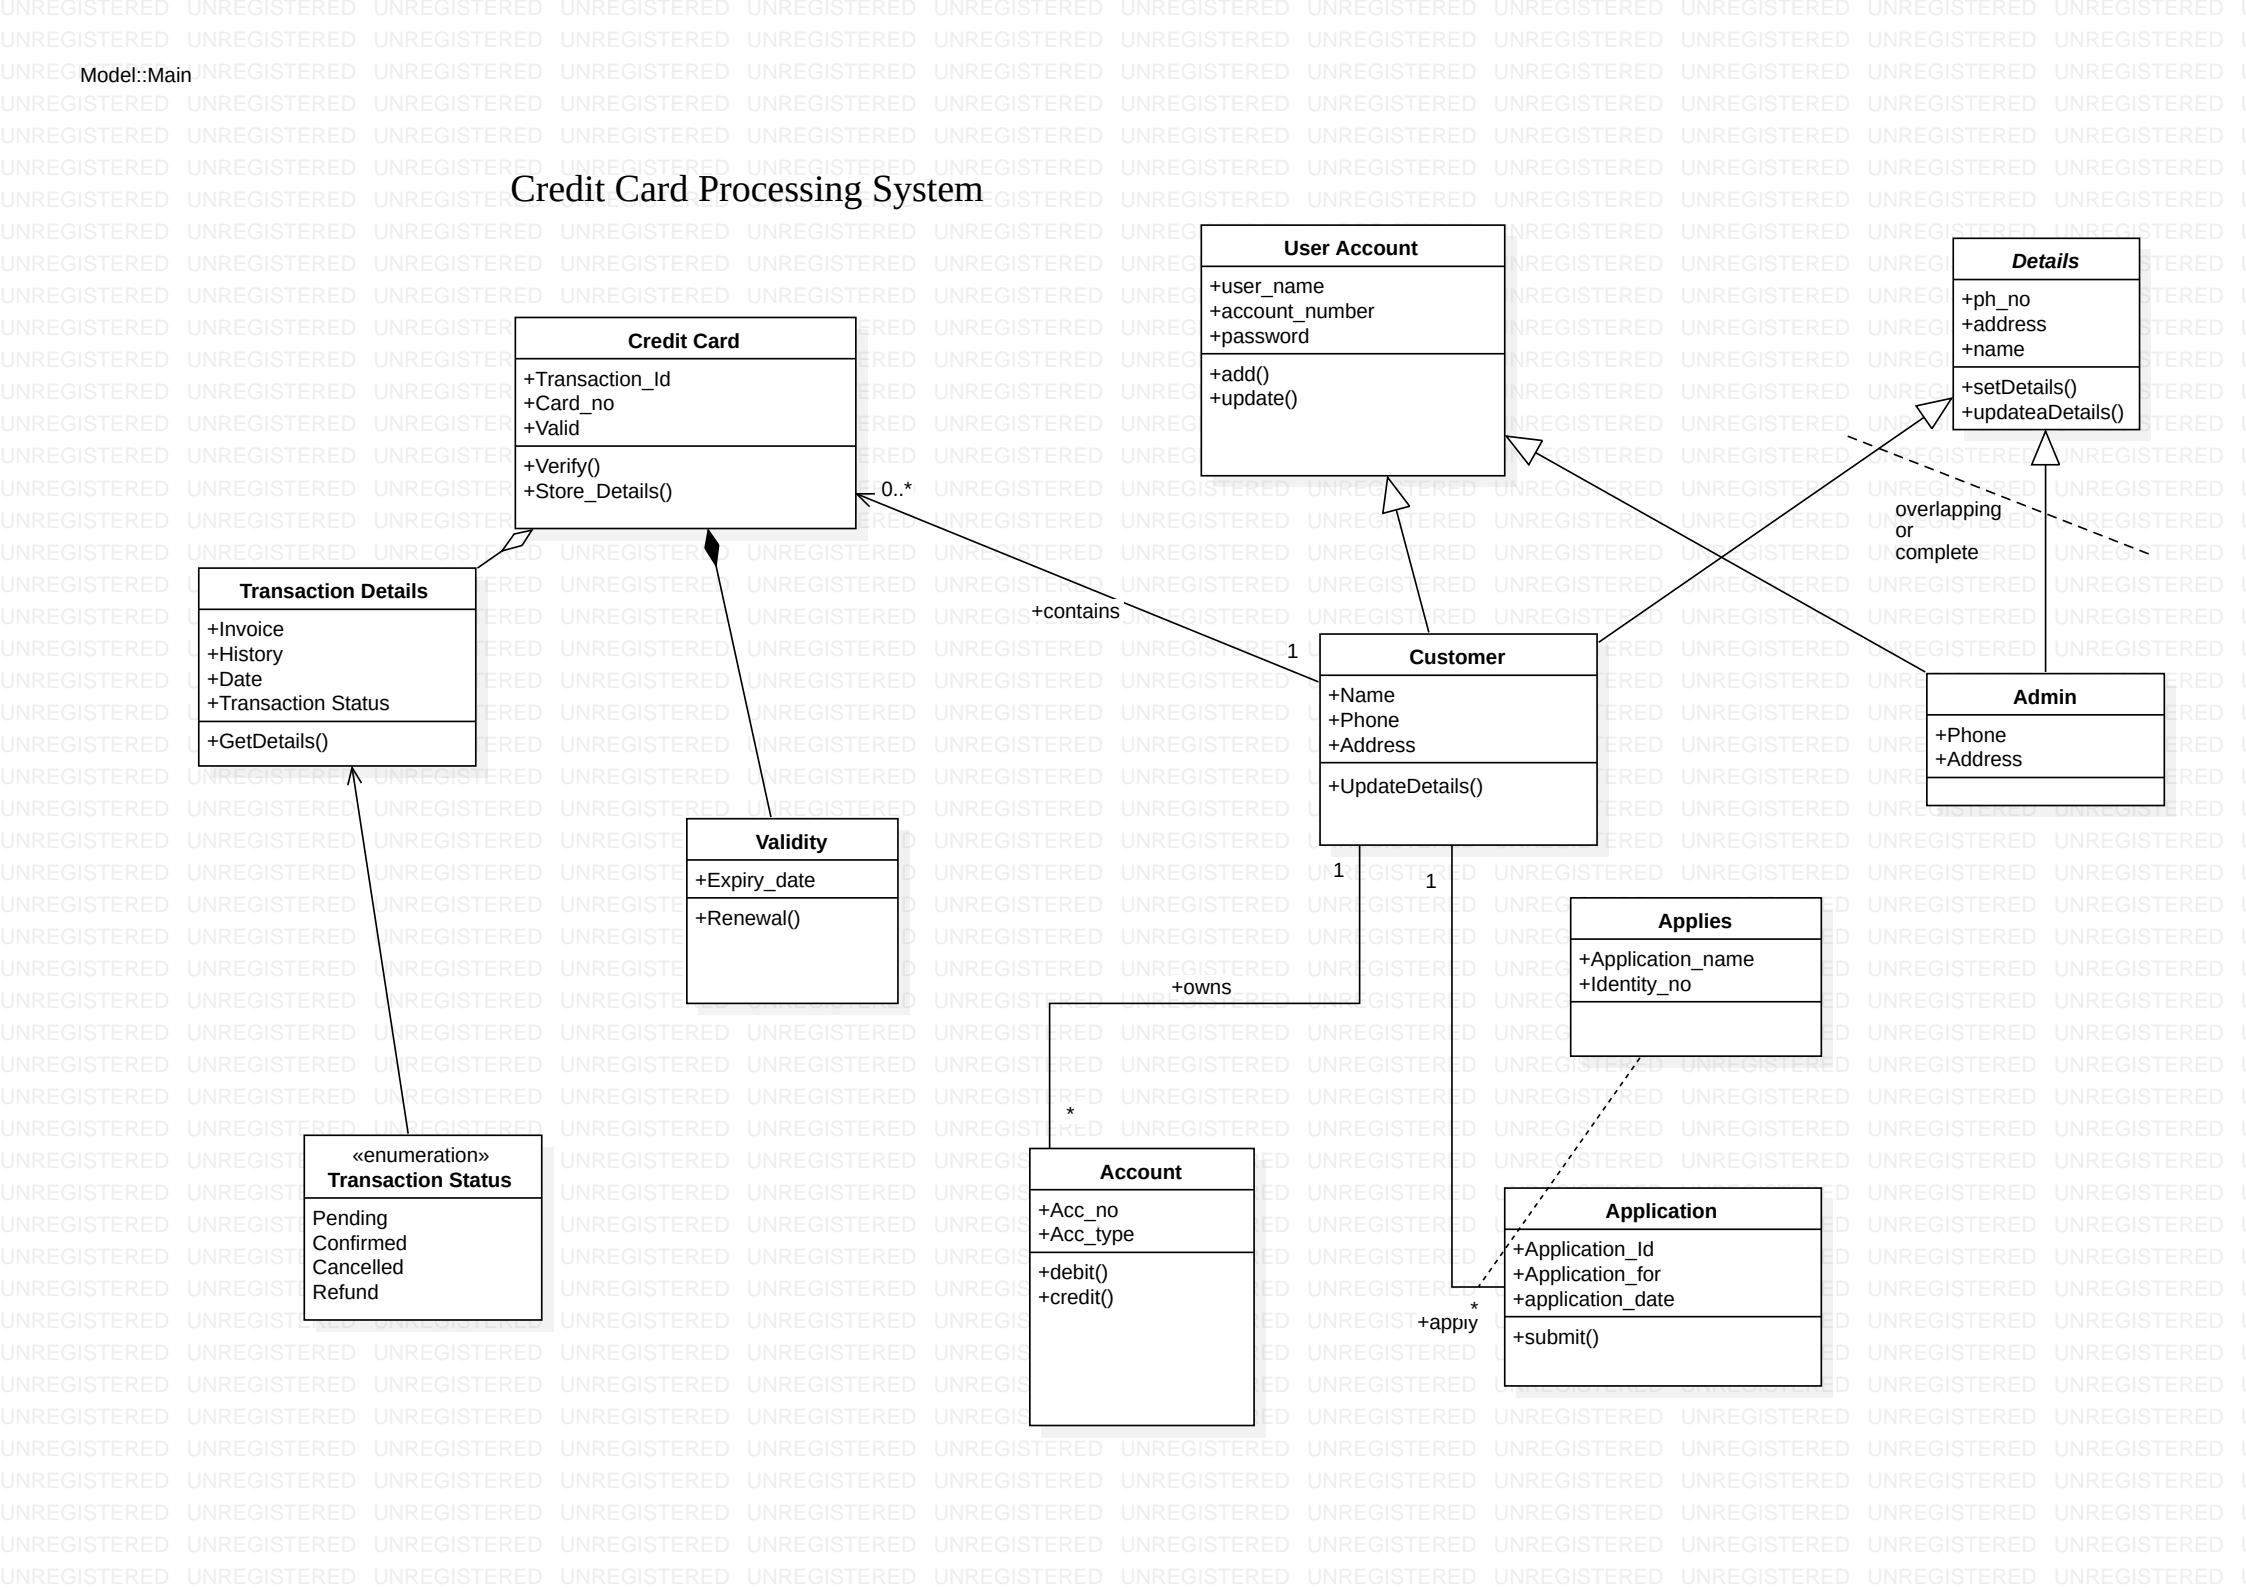 Model::Main
Credit Card Processing System
User Account
+user_name
+account_number
+password
+add()
+update()
Details
+ph_no
+address
+name
+setDetails()
+updateaDetails()
Credit Card
+Transaction_Id
+Card_no
+Valid
+Verify()
+Store_Details()
0..*
+contains
1
overlapping
or
complete
Transaction Details
+Invoice
+History
+Date
+Transaction Status
+GetDetails()
Customer
+Name
+Phone
+Address
+UpdateDetails()
Admin
+Phone
+Address
Validity
+Expiry_date
+Renewal()
1
1
+owns
*
Applies
+Application_name
+Identity_no
«enumeration»
Transaction Status
Pending
Confirmed
Cancelled
Refund
Account
+Acc_no
+Acc_type
+debit()
+credit()
Application
+Application_Id
+Application_for
+application_date
+submit()
*
+apply
UNREGISTERED